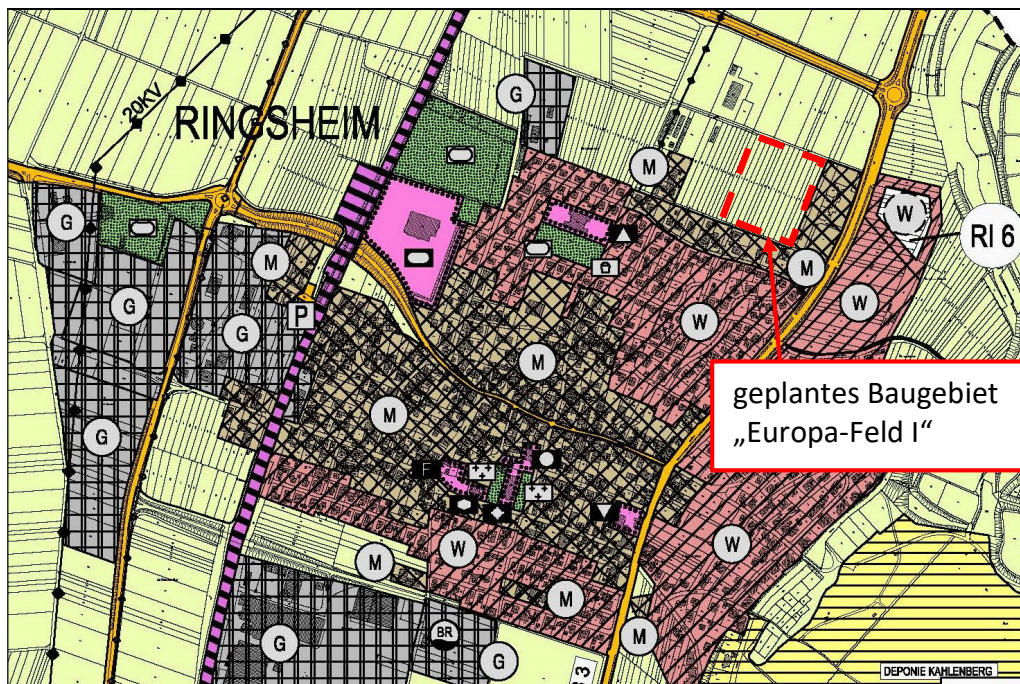 20KV
RINGSHEIM
G
M
W
RI 6
G
M
G
M
W
G
P
M
W
geplantes Baugebiet
„Europa-Feld I“
M
G
F
W
W
M
M
M
G
BR
G
DEPONIE KAHLENBERG